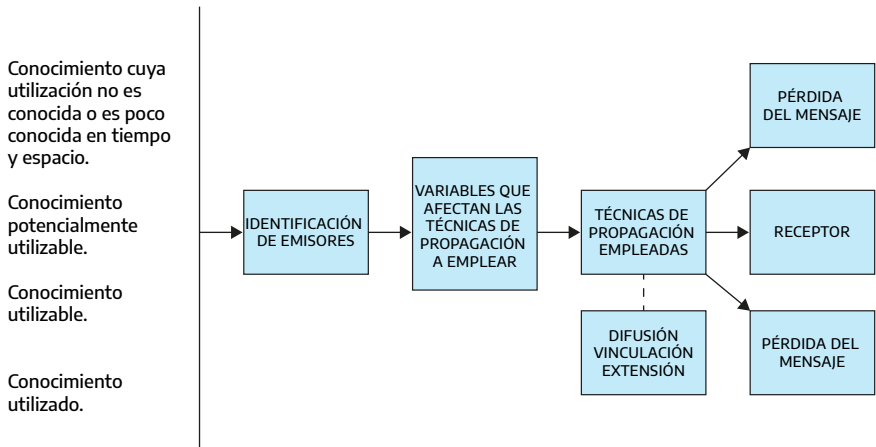 Conocimiento cuya
utilización no es
conocida o es poco
conocida en tiempo
y espacio.
Conocimiento
potencialmente
utilizable.
Conocimiento
utilizable.
Conocimiento
utilizado.
IDENTIFICACIÓN
DE EMISORES
VARIABLES QUE
AFECTAN LAS
TÉCNICAS DE
PROPAGACIÓN
A EMPLEAR
TÉCNICAS DE
PROPAGACIÓN
EMPLEADAS
DIFUSIÓN
VINCULACIÓN
EXTENSIÓN
PÉRDIDA
DEL MENSAJE
RECEPTOR
PÉRDIDA DEL
MENSAJE